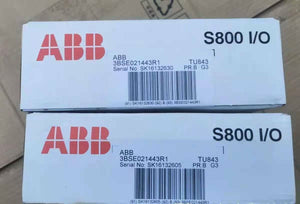 ABB
S800 I/O
ABB
3BSE021443R1 TU843
Serial No: SK16132630 PR:B G3
ABB
S800 I/O
ABB
3BSE021443R1 TU843
Serial No: SK16132605 PR:B G3